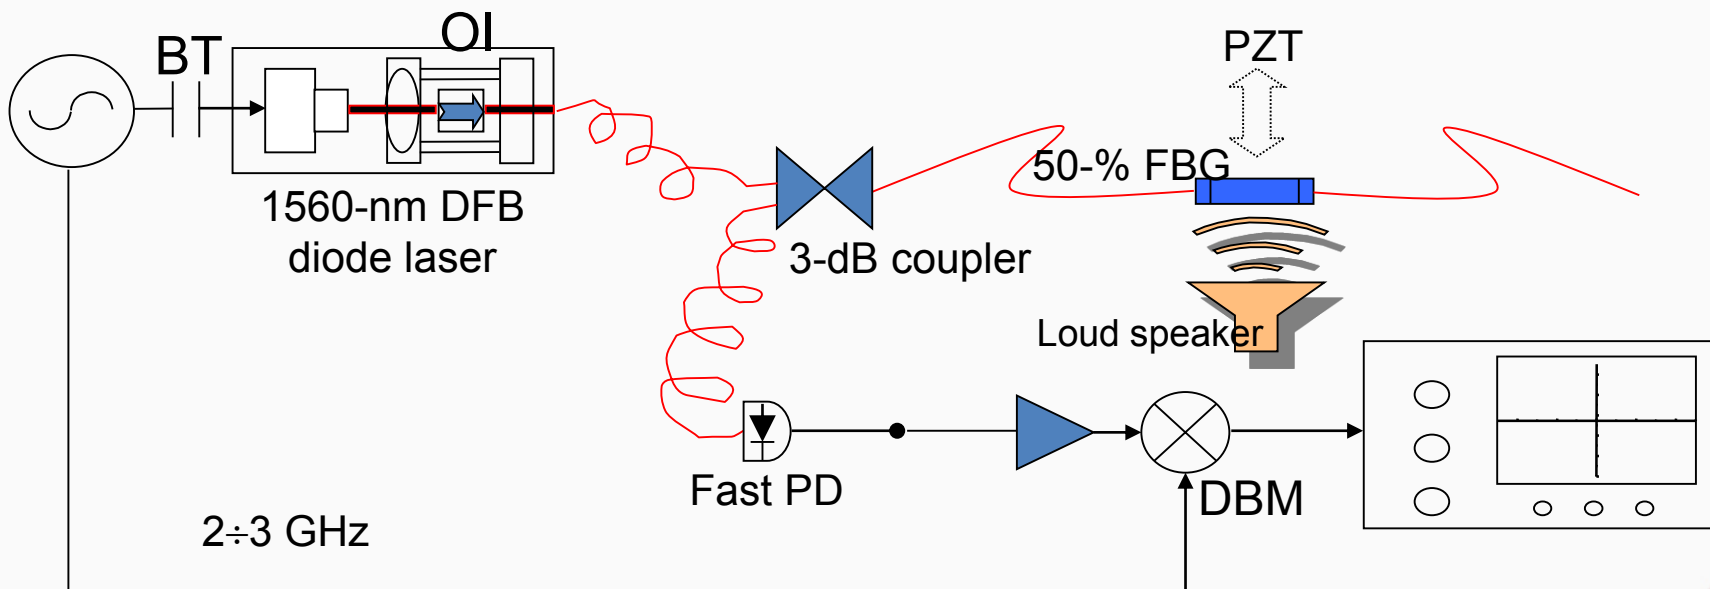 OI
BT
PZT
50-% FBG
1560-nm DFB
diode laser
3-dB coupler
Loud speaker
Fast PD
DBM
2÷3 GHz